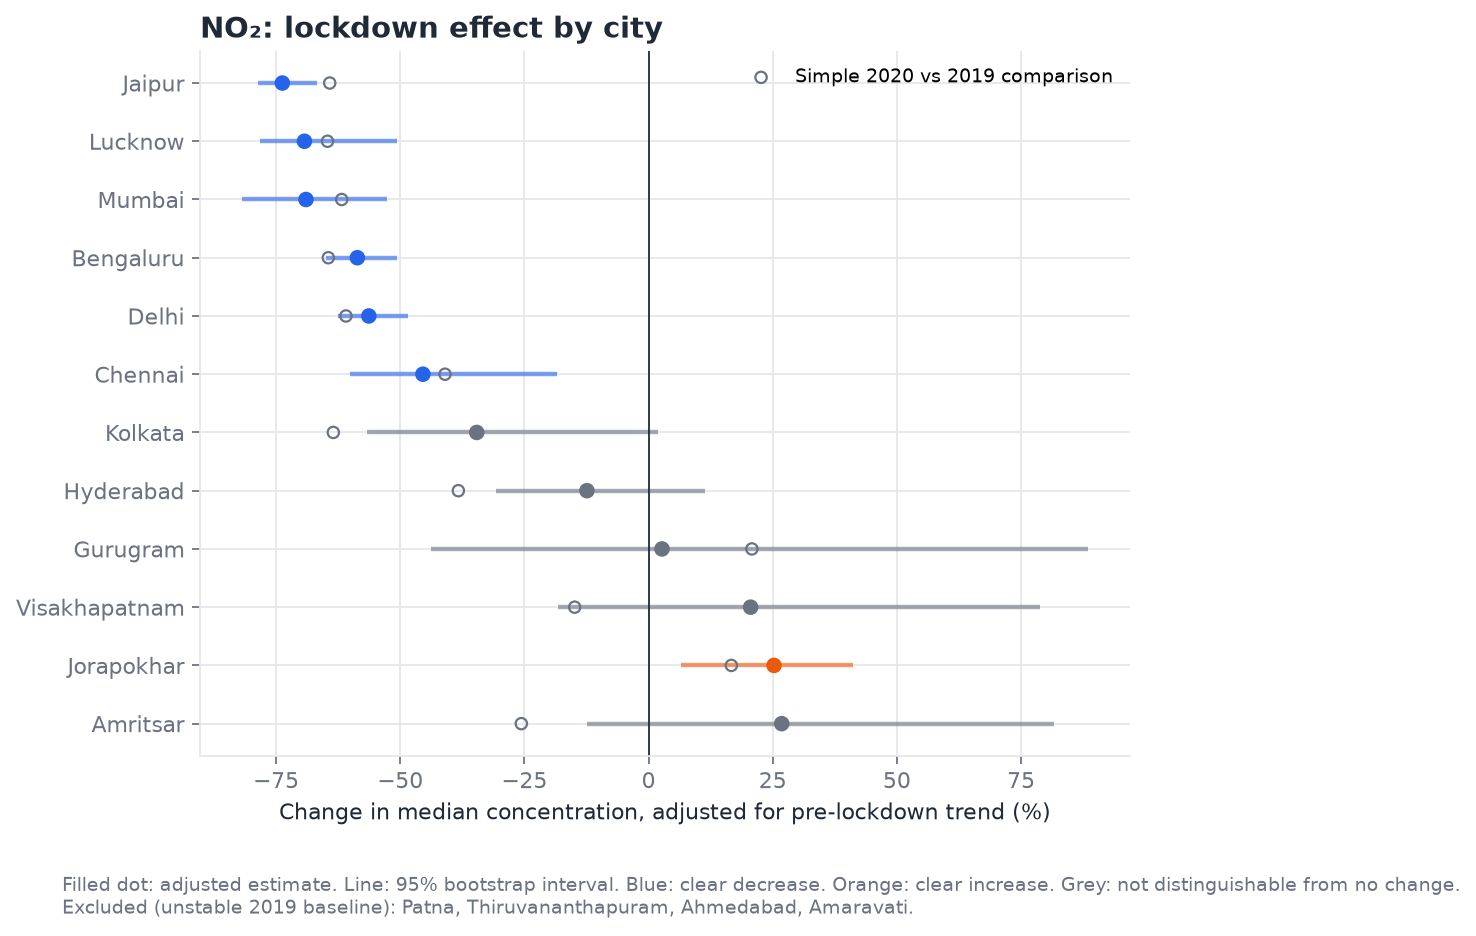 NO₂: lockdown effect by city
Simple 2020 vs 2019 comparison
Jaipur
Lucknow
Mumbai
Bengaluru
Delhi
Chennai
Kolkata
Hyderabad
Gurugram
Visakhapatnam
Jorapokhar
Amritsar
−75 −50 −25 0 25 50 75
Change in median concentration, adjusted for pre-lockdown trend (%)
Filled dot: adjusted estimate. Line: 95% bootstrap interval. Blue: clear decrease. Orange: clear increase. Grey: not distinguishable from no change.
Excluded (unstable 2019 baseline): Patna, Thiruvananthapuram, Ahmedabad, Amaravati.